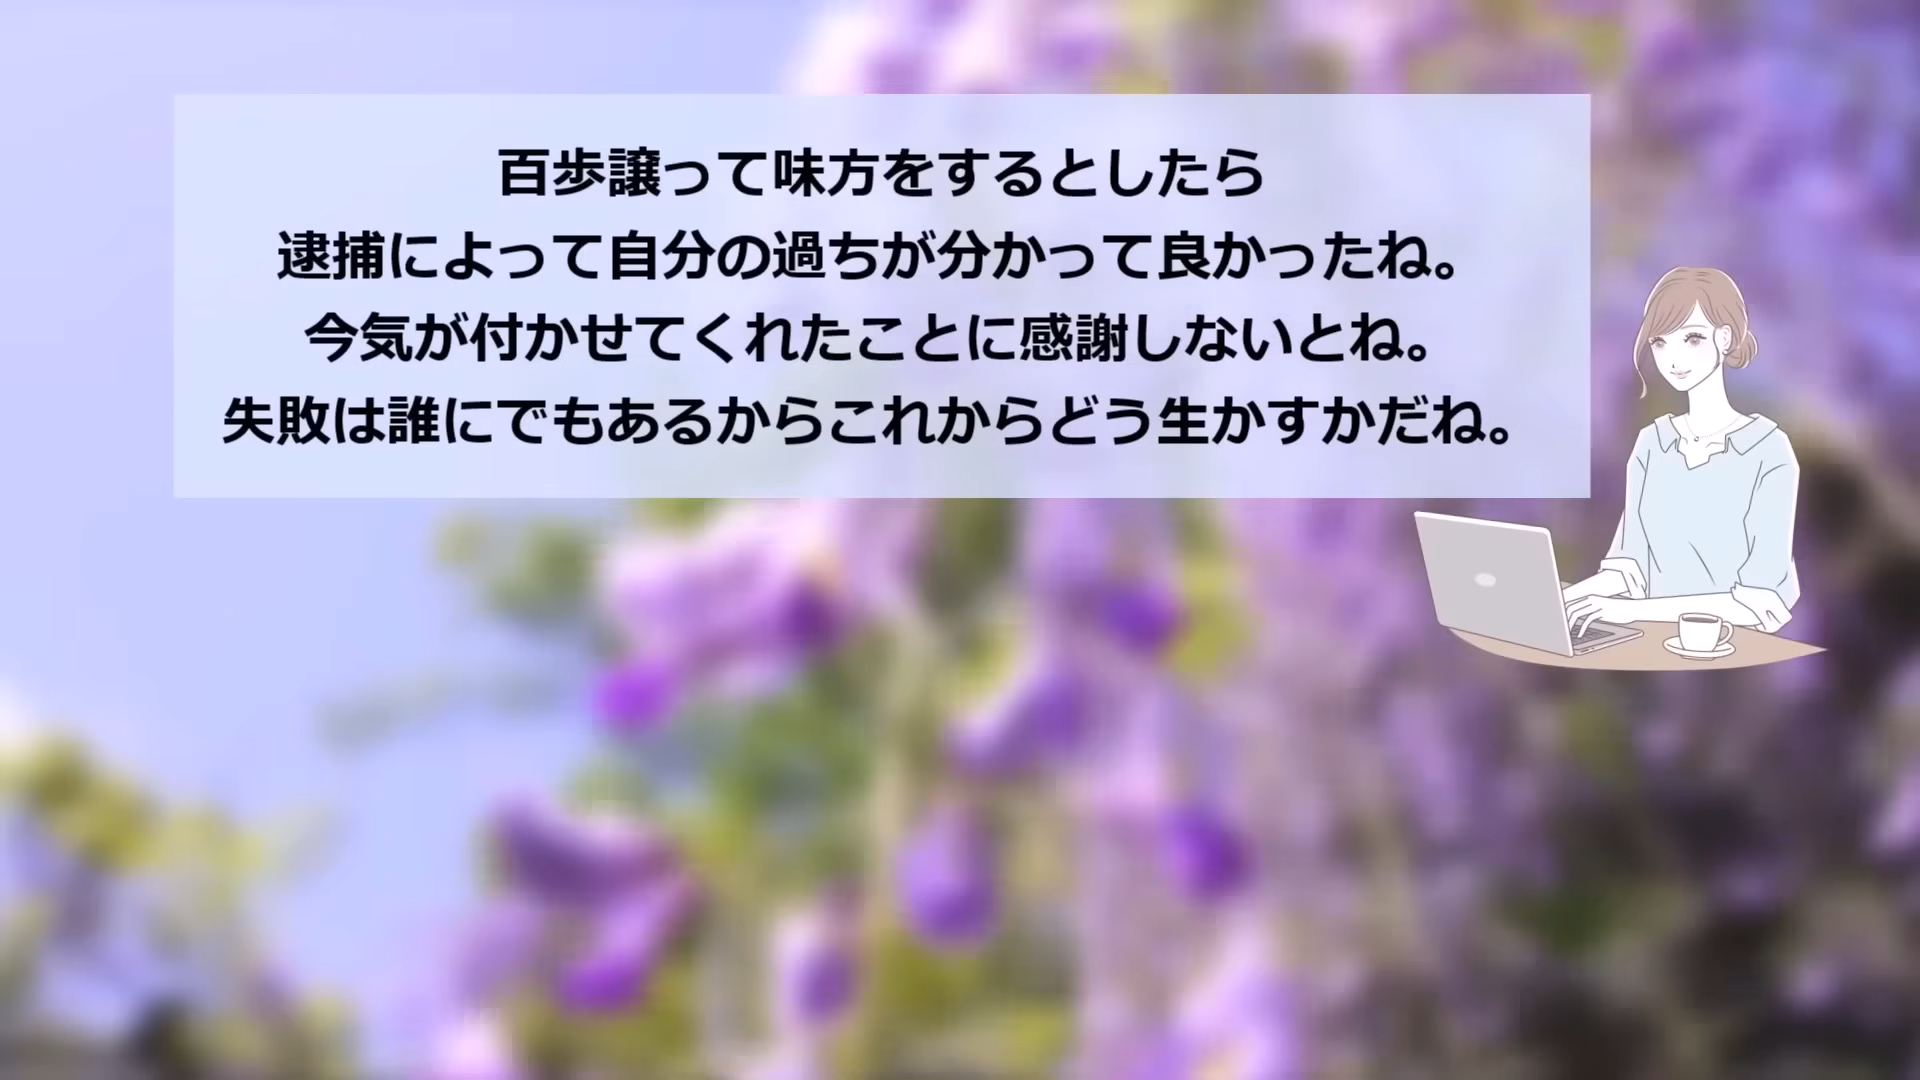 百歩譲って味方をするとしたら
逮捕によって自分の過ちが分かって良かったね。
今気が付かせてくれたことに感謝しないとね。
失敗は誰にでもあるからこれからどう生かすかだね。